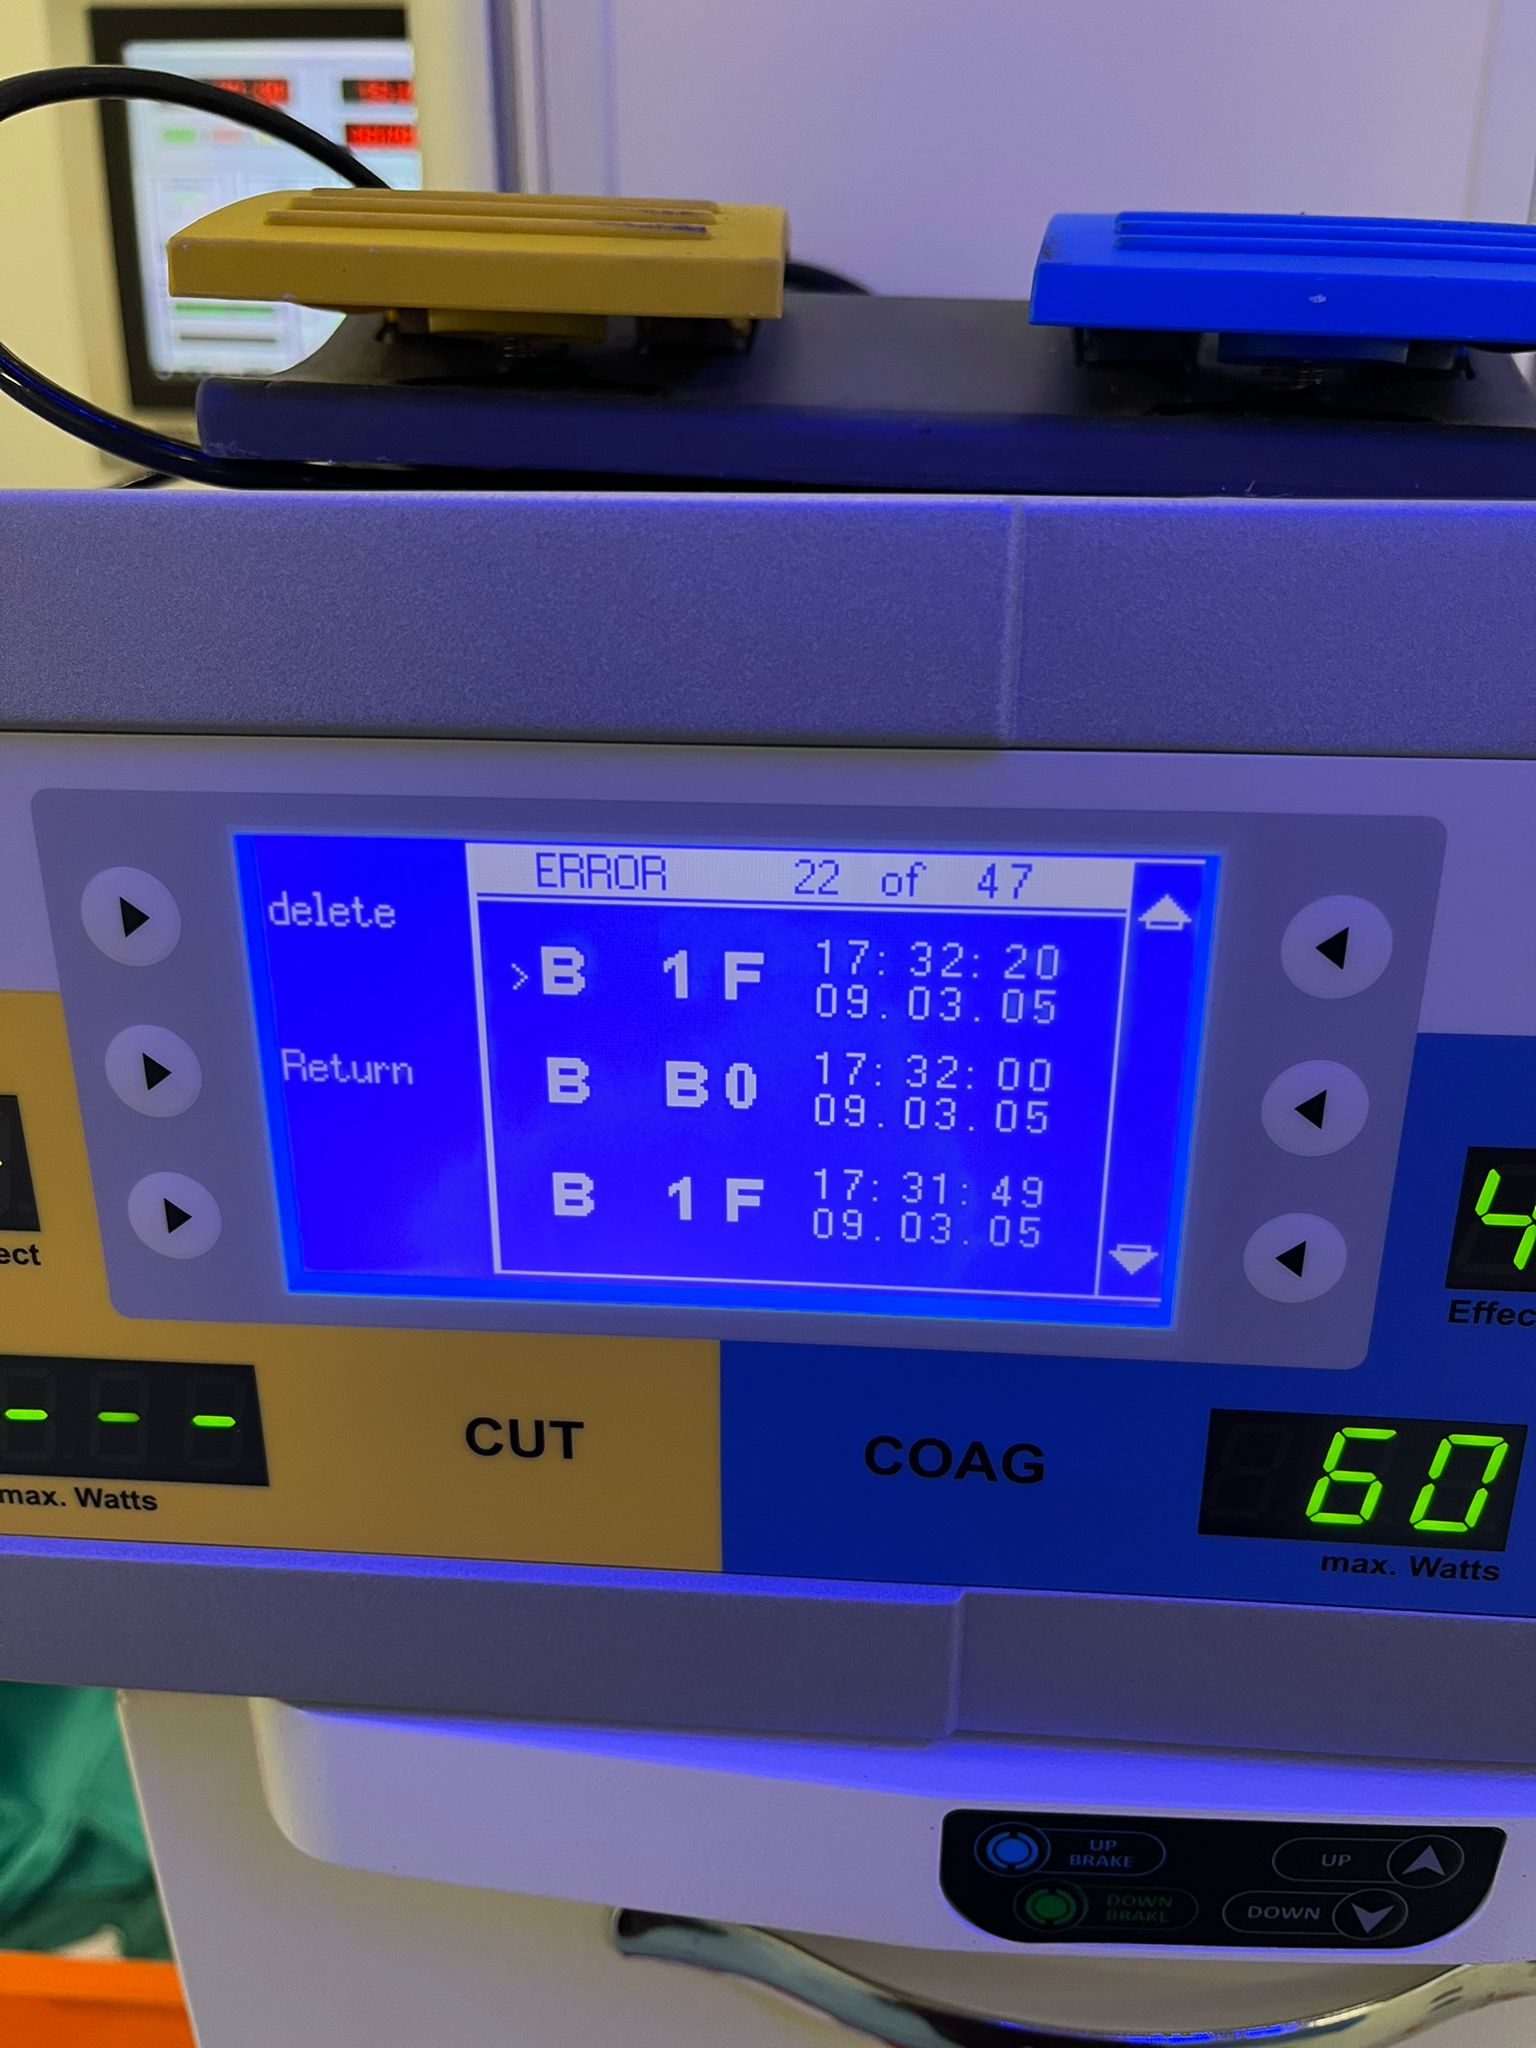 ERROR 22 of 47
delete
>B 1F 17:32:20
09.03.05
Return
B B0 17:32:00
09.03.05
B 1F 17:31:49
09.03.05
ect
4
Effec
- - -
max. Watts
CUT
COAG
60
max. Watts
UP
BRAKE
UP
DOWN
BRAKE
DOWN